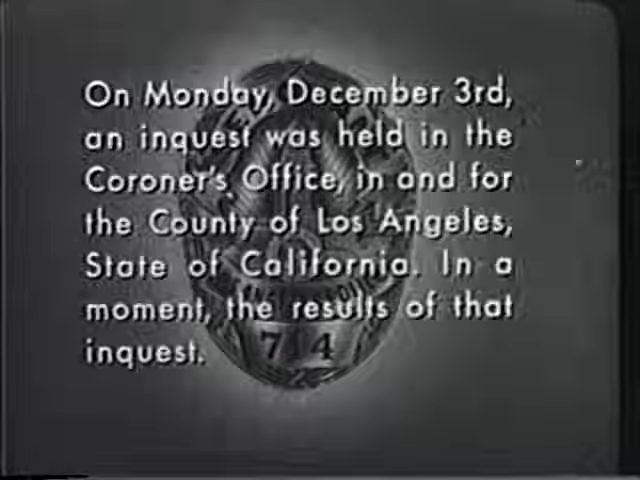 On Monday, December 3rd,
an inquest was held in the
Coroner's Office, in and for
the County of Los Angeles,
State of California. In a
moment, the results of that
inquest.
714